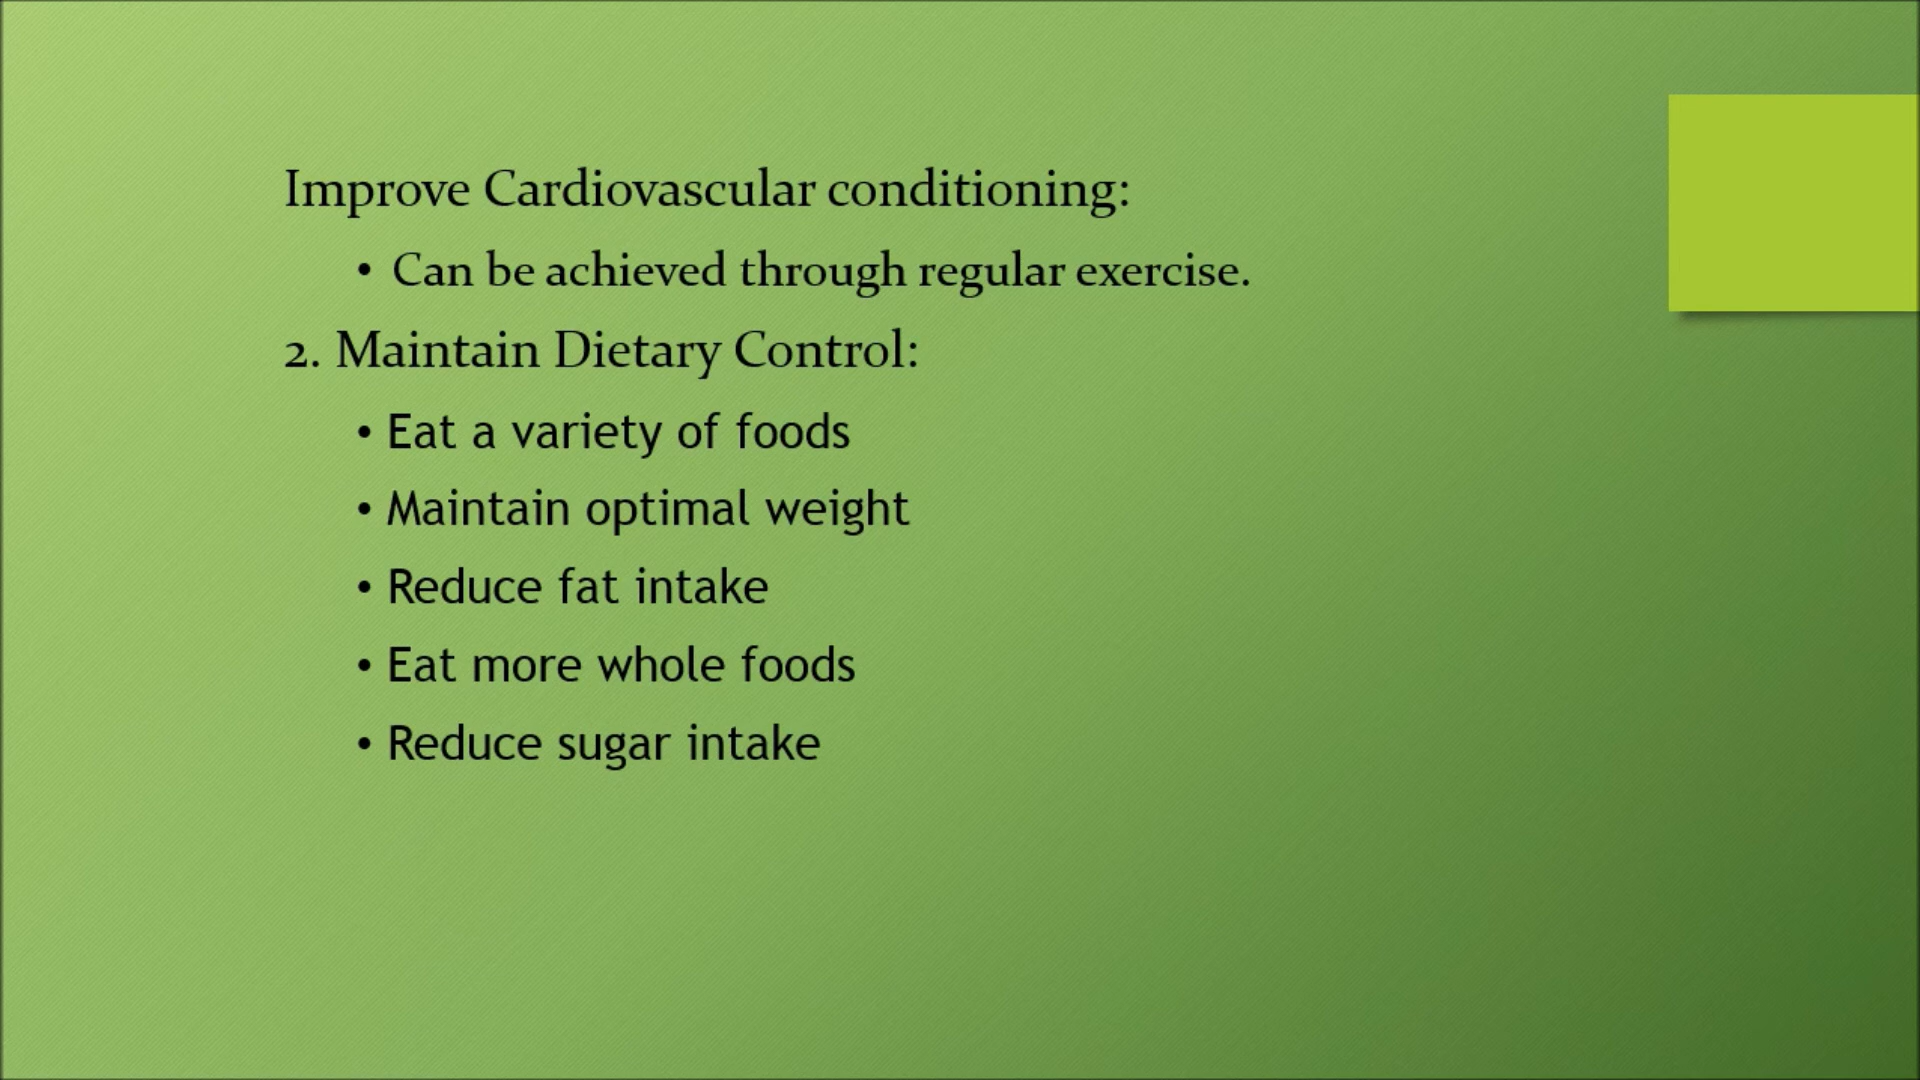 Improve Cardiovascular conditioning:
• Can be achieved through regular exercise.
2. Maintain Dietary Control:
• Eat a variety of foods
• Maintain optimal weight
• Reduce fat intake
• Eat more whole foods
• Reduce sugar intake